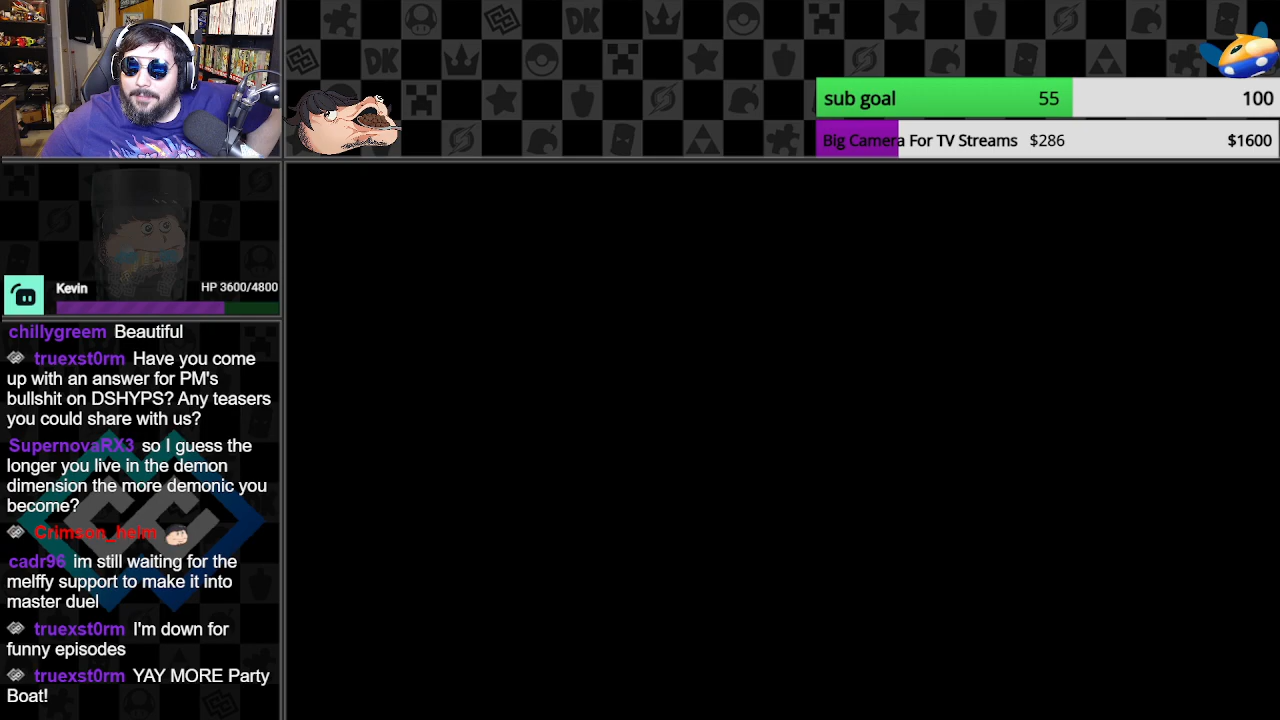 sub goal 55 100
Big Camera For TV Streams $286 $1600
Kevin HP 3600/4800
chillygreem Beautiful
truexst0rm Have you come
up with an answer for PM's
bullshit on DSHYPS? Any teasers
you could share with us?
SupernovaRX3 so I guess the
longer you live in the demon
dimension the more demonic you
become?
Crimson_helm
cadr96 im still waiting for the
melffy support to make it into
master duel
truexst0rm I'm down for
funny episodes
truexst0rm YAY MORE Party
Boat!
DK
DK
DK